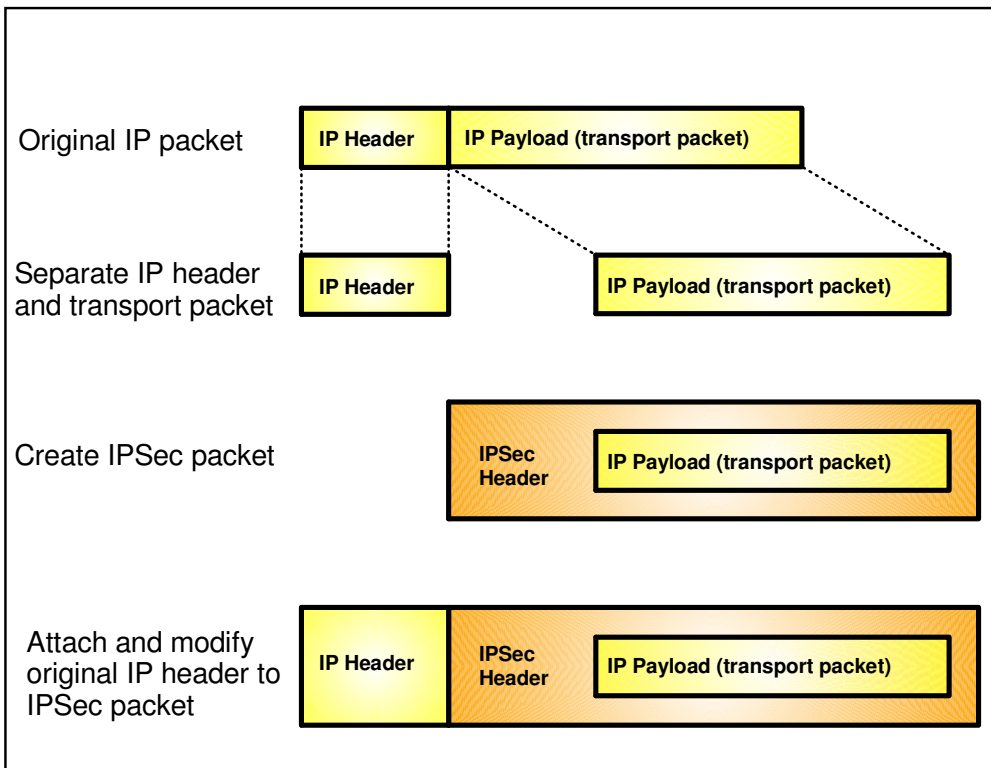 Original IP packet
IP Header
IP Payload (transport packet)
Separate IP header
and transport packet
IP Header
IP Payload (transport packet)
Create IPSec packet
IPSec
Header
IP Payload (transport packet)
Attach and modify
original IP header to
IPSec packet
IP Header
IPSec
Header
IP Payload (transport packet)